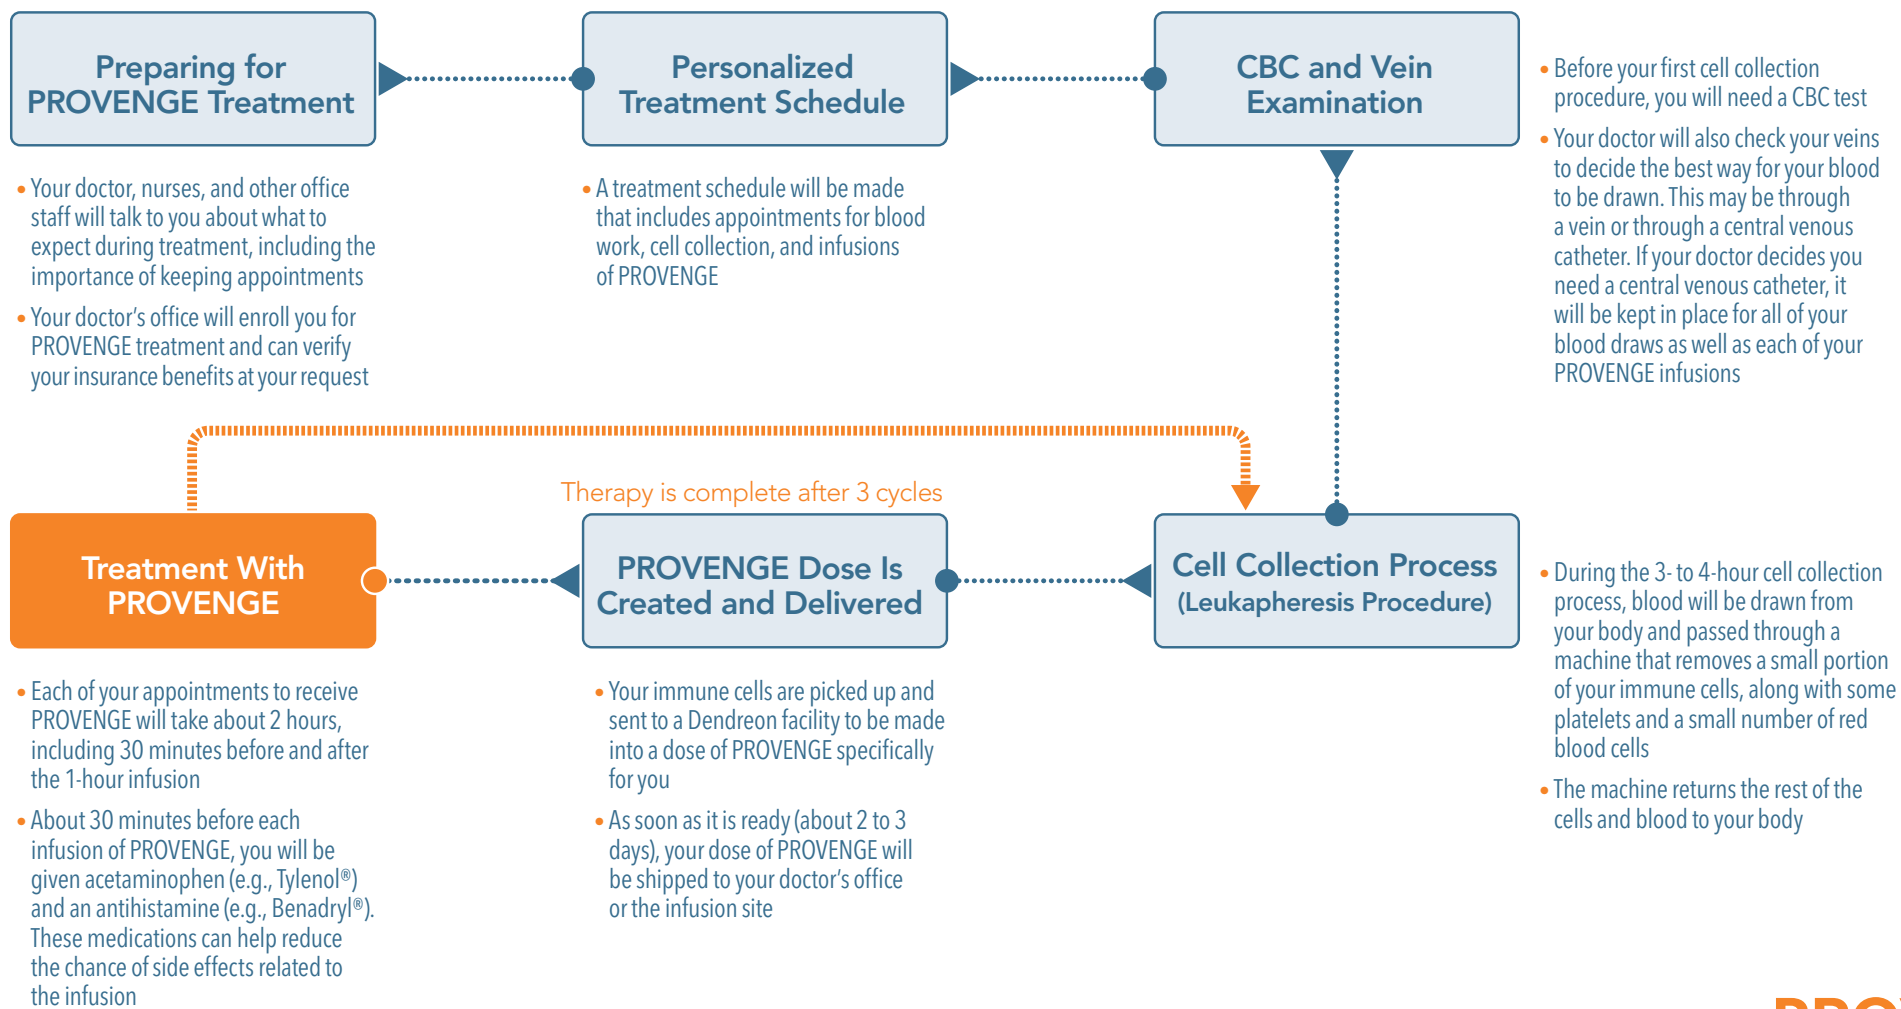 Preparing for
PROVENGE Treatment
• Your doctor, nurses, and other office
staff will talk to you about what to
expect during treatment, including the
importance of keeping appointments
• Your doctor’s office will enroll you for
PROVENGE treatment and can verify
your insurance benefits at your request
Personalized
Treatment Schedule
• A treatment schedule will be made
that includes appointments for blood
work, cell collection, and infusions
of PROVENGE
CBC and Vein
Examination
• Before your first cell collection
procedure, you will need a CBC test
• Your doctor will also check your veins
to decide the best way for your blood
to be drawn. This may be through
a vein or through a central venous
catheter. If your doctor decides you
need a central venous catheter, it
will be kept in place for all of your
blood draws as well as each of your
PROVENGE infusions
Therapy is complete after 3 cycles
Cell Collection Process
(Leukapheresis Procedure)
• During the 3- to 4-hour cell collection
process, blood will be drawn from
your body and passed through a
machine that removes a small portion
of your immune cells, along with some
platelets and a small number of red
blood cells
• The machine returns the rest of the
cells and blood to your body
PROVENGE Dose Is
Created and Delivered
• Your immune cells are picked up and
sent to a Dendreon facility to be made
into a dose of PROVENGE specifically
for you
• As soon as it is ready (about 2 to 3
days), your dose of PROVENGE will
be shipped to your doctor’s office
or the infusion site
Treatment With
PROVENGE
• Each of your appointments to receive
PROVENGE will take about 2 hours,
including 30 minutes before and after
the 1-hour infusion
• About 30 minutes before each
infusion of PROVENGE, you will be
given acetaminophen (e.g., Tylenol®)
and an antihistamine (e.g., Benadryl®).
These medications can help reduce
the chance of side effects related to
the infusion